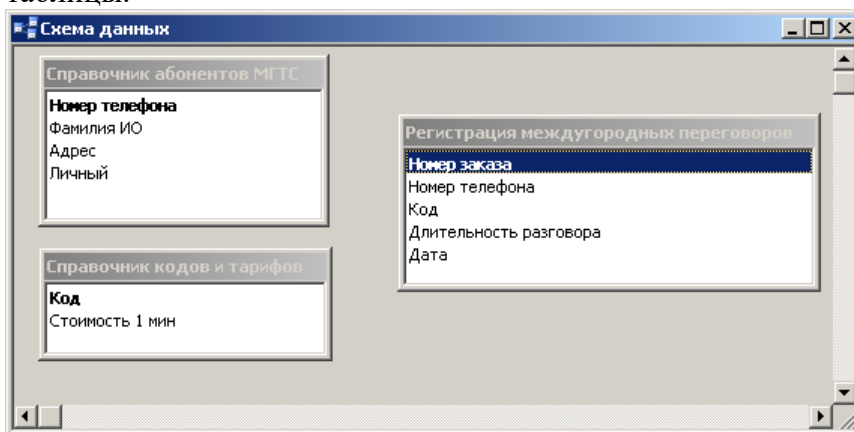 таблицы.
Схема данных
Справочник абонентов МГТС
Номер телефона
Фамилия ИО
Адрес
Личный
Регистрация междугородных переговоров
Номер заказа
Номер телефона
Код
Длительность разговора
Дата
Справочник кодов и тарифов
Код
Стоимость 1 мин